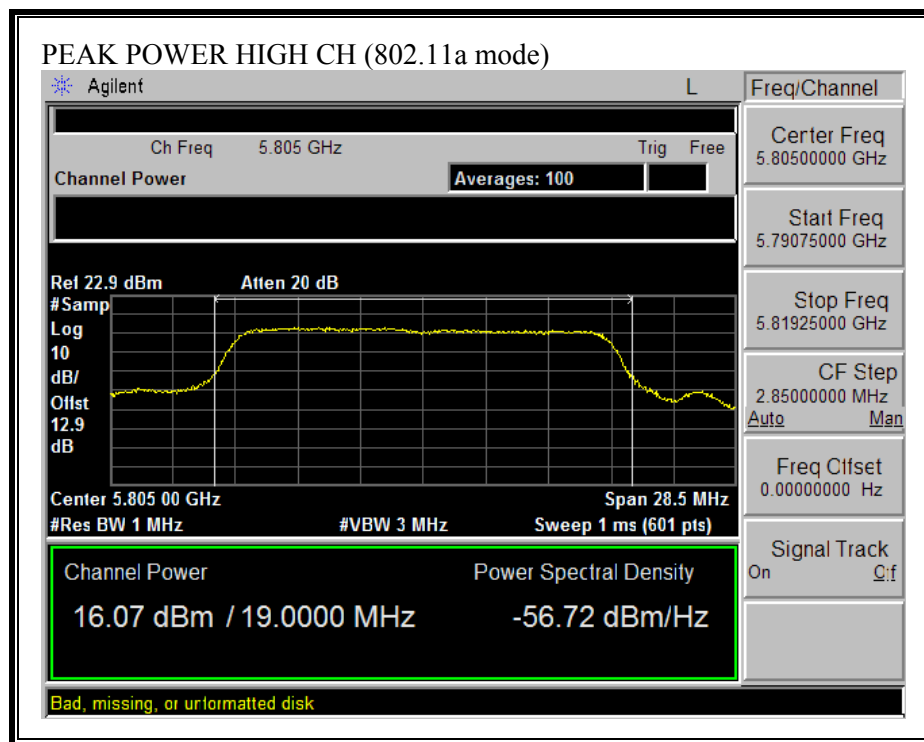 PEAK POWER HIGH CH (802.11a mode)
Agilent L Freq/Channel
Ch Freq 5.805 GHz Trig Free
Channel Power Averages: 100
Center Freq
5.80500000 GHz
Start Freq
5.79075000 GHz
Stop Freq
5.81925000 GHz
CF Step
2.85000000 MHz
Auto Man
Freq Offset
0.00000000 Hz
Signal Track
On Off
Ref 22.9 dBm Atten 20 dB
#Samp
Log
10
dB/
Offst
12.9
dB
Center 5.805 00 GHz Span 28.5 MHz
#Res BW 1 MHz #VBW 3 MHz Sweep 1 ms (601 pts)
Channel Power Power Spectral Density
16.07 dBm / 19.0000 MHz -56.72 dBm/Hz
Bad, missing, or unformatted disk